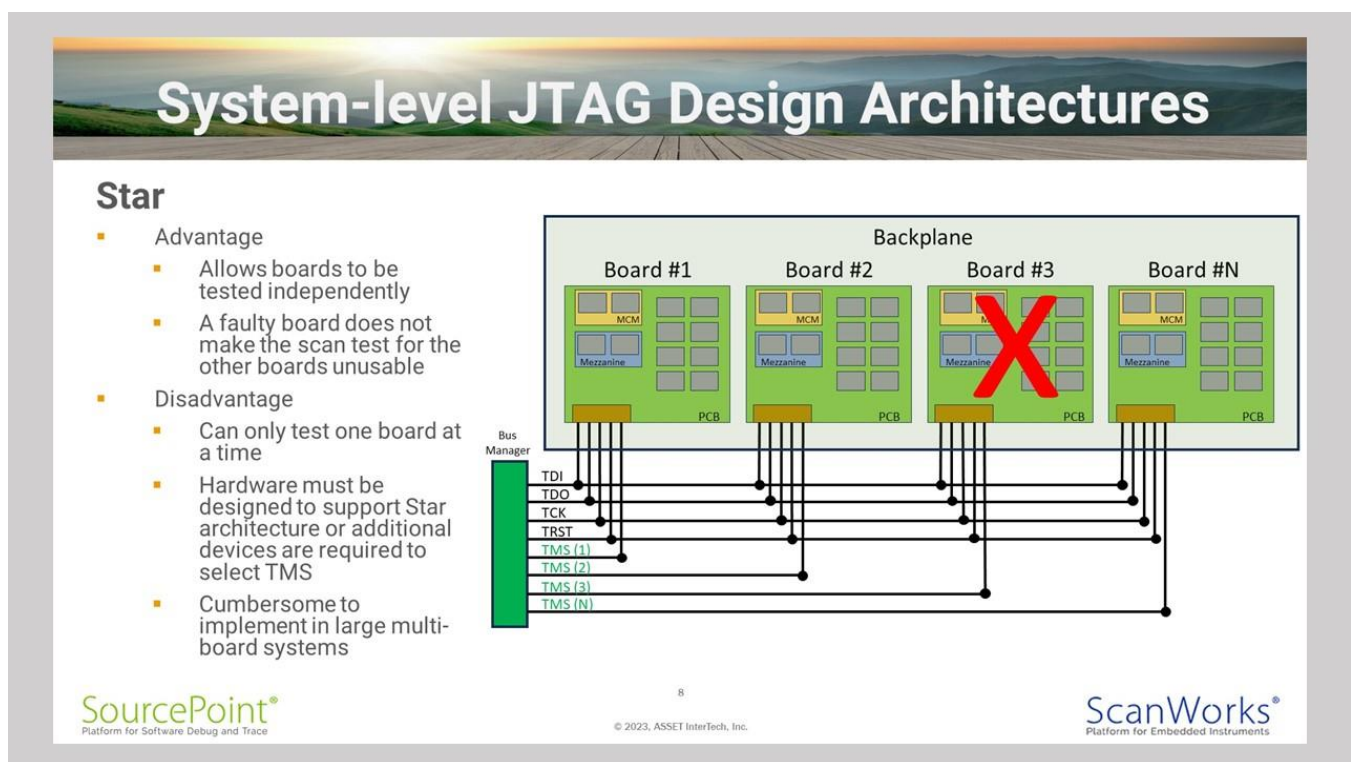 System-level JTAG Design Architectures
Star
▪ Advantage
▪ Allows boards to be
tested independently
▪ A faulty board does not
make the scan test for the
other boards unusable
▪ Disadvantage
▪ Can only test one board at
a time
▪ Hardware must be
designed to support Star
architecture or additional
devices are required to
select TMS
▪ Cumbersome to
implement in large multi-
board systems
Backplane
Board #1 Board #2 Board #3 Board #N
MCM MCM M MCM
Mezzanine Mezzanine Mezzanine Mezzanine
PCB PCB PCB PCB
X
Bus
Manager
TDI
TDO
TCK
TRST
TMS (1)
TMS (2)
TMS (3)
TMS (N)
SourcePoint®
Platform for Software Debug and Trace
8
© 2023, ASSET InterTech, Inc.
ScanWorks®
Platform for Embedded Instruments